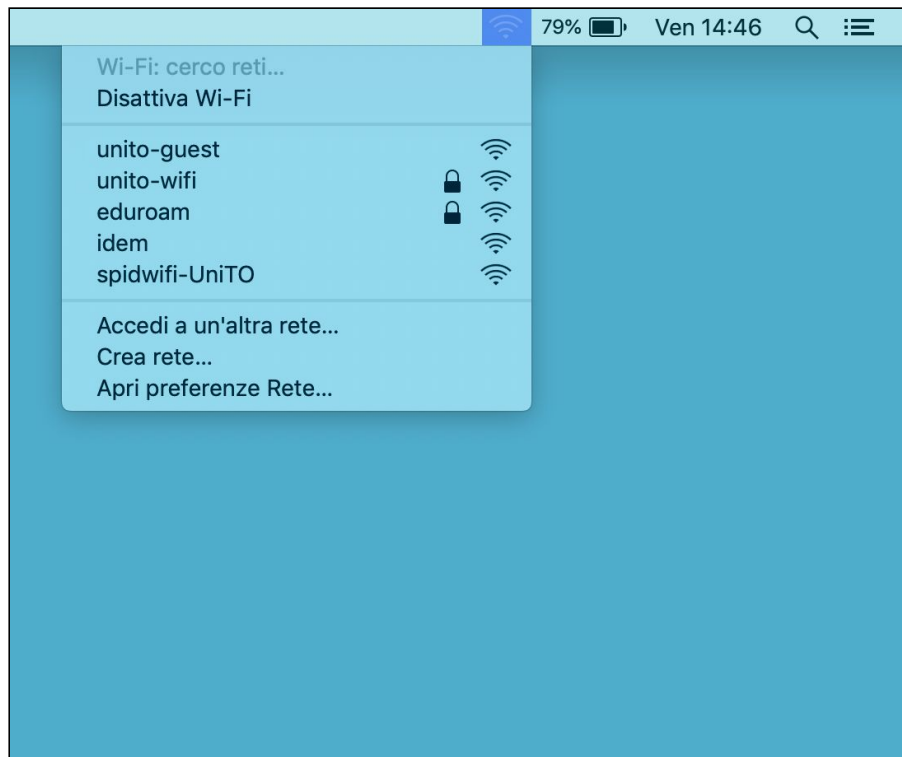 79% Ven 14:46
Wi-Fi: cerco reti...
Disattiva Wi-Fi
unito-guest
unito-wifi
eduroam
idem
spidwifi-UniTO
Accedi a un'altra rete...
Crea rete...
Apri preferenze Rete...